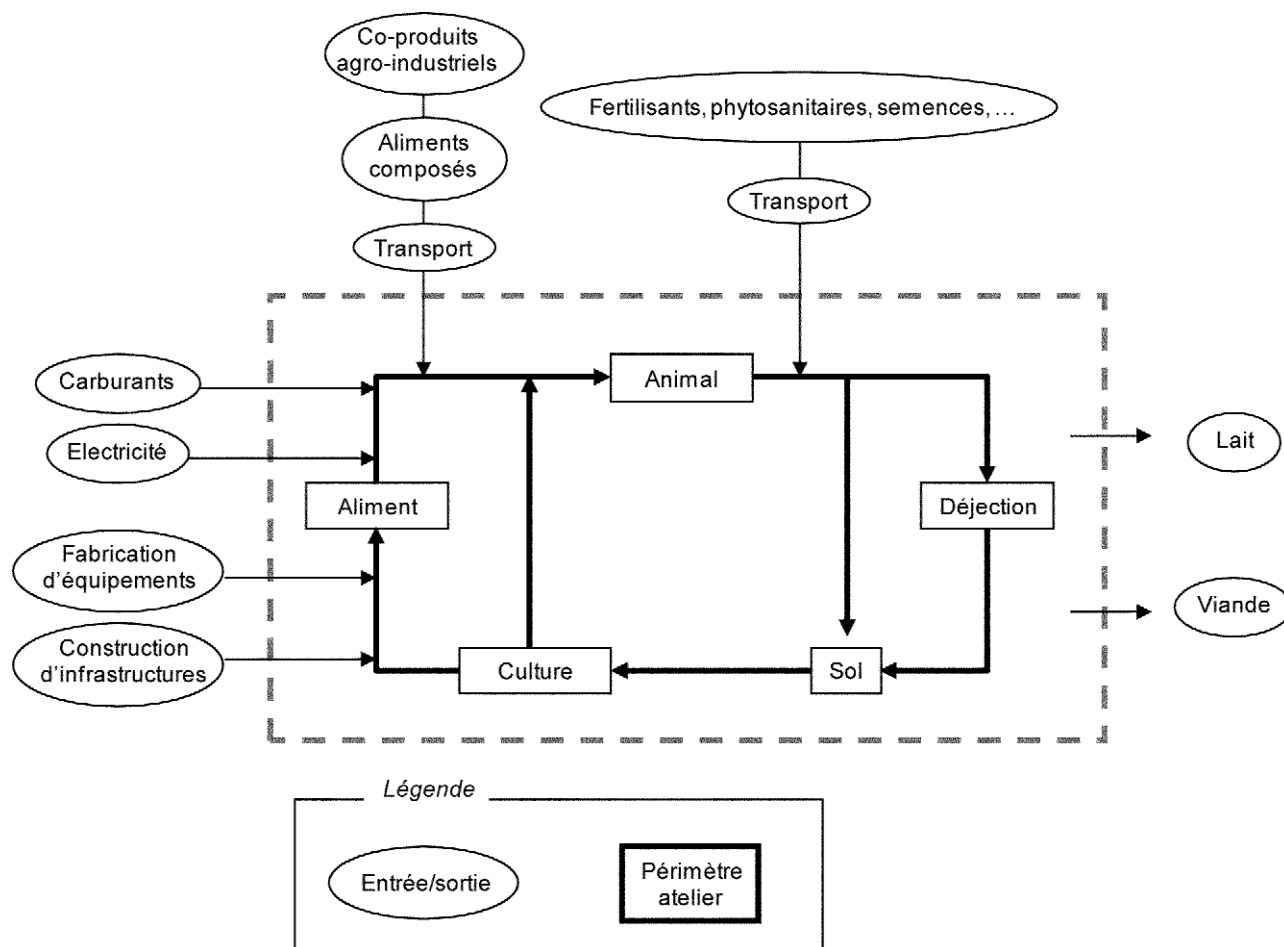 Co-produits
agro-industriels
Fertilisants, phytosanitaires, semences, ...
Aliments
composés
Transport
Transport
Carburants
Animal
Electricité
Lait
Aliment
Déjection
Fabrication
d'équipements
Viande
Construction
d'infrastructures
Culture
Sol
Légende
Entrée/sortie
Périmètre
atelier